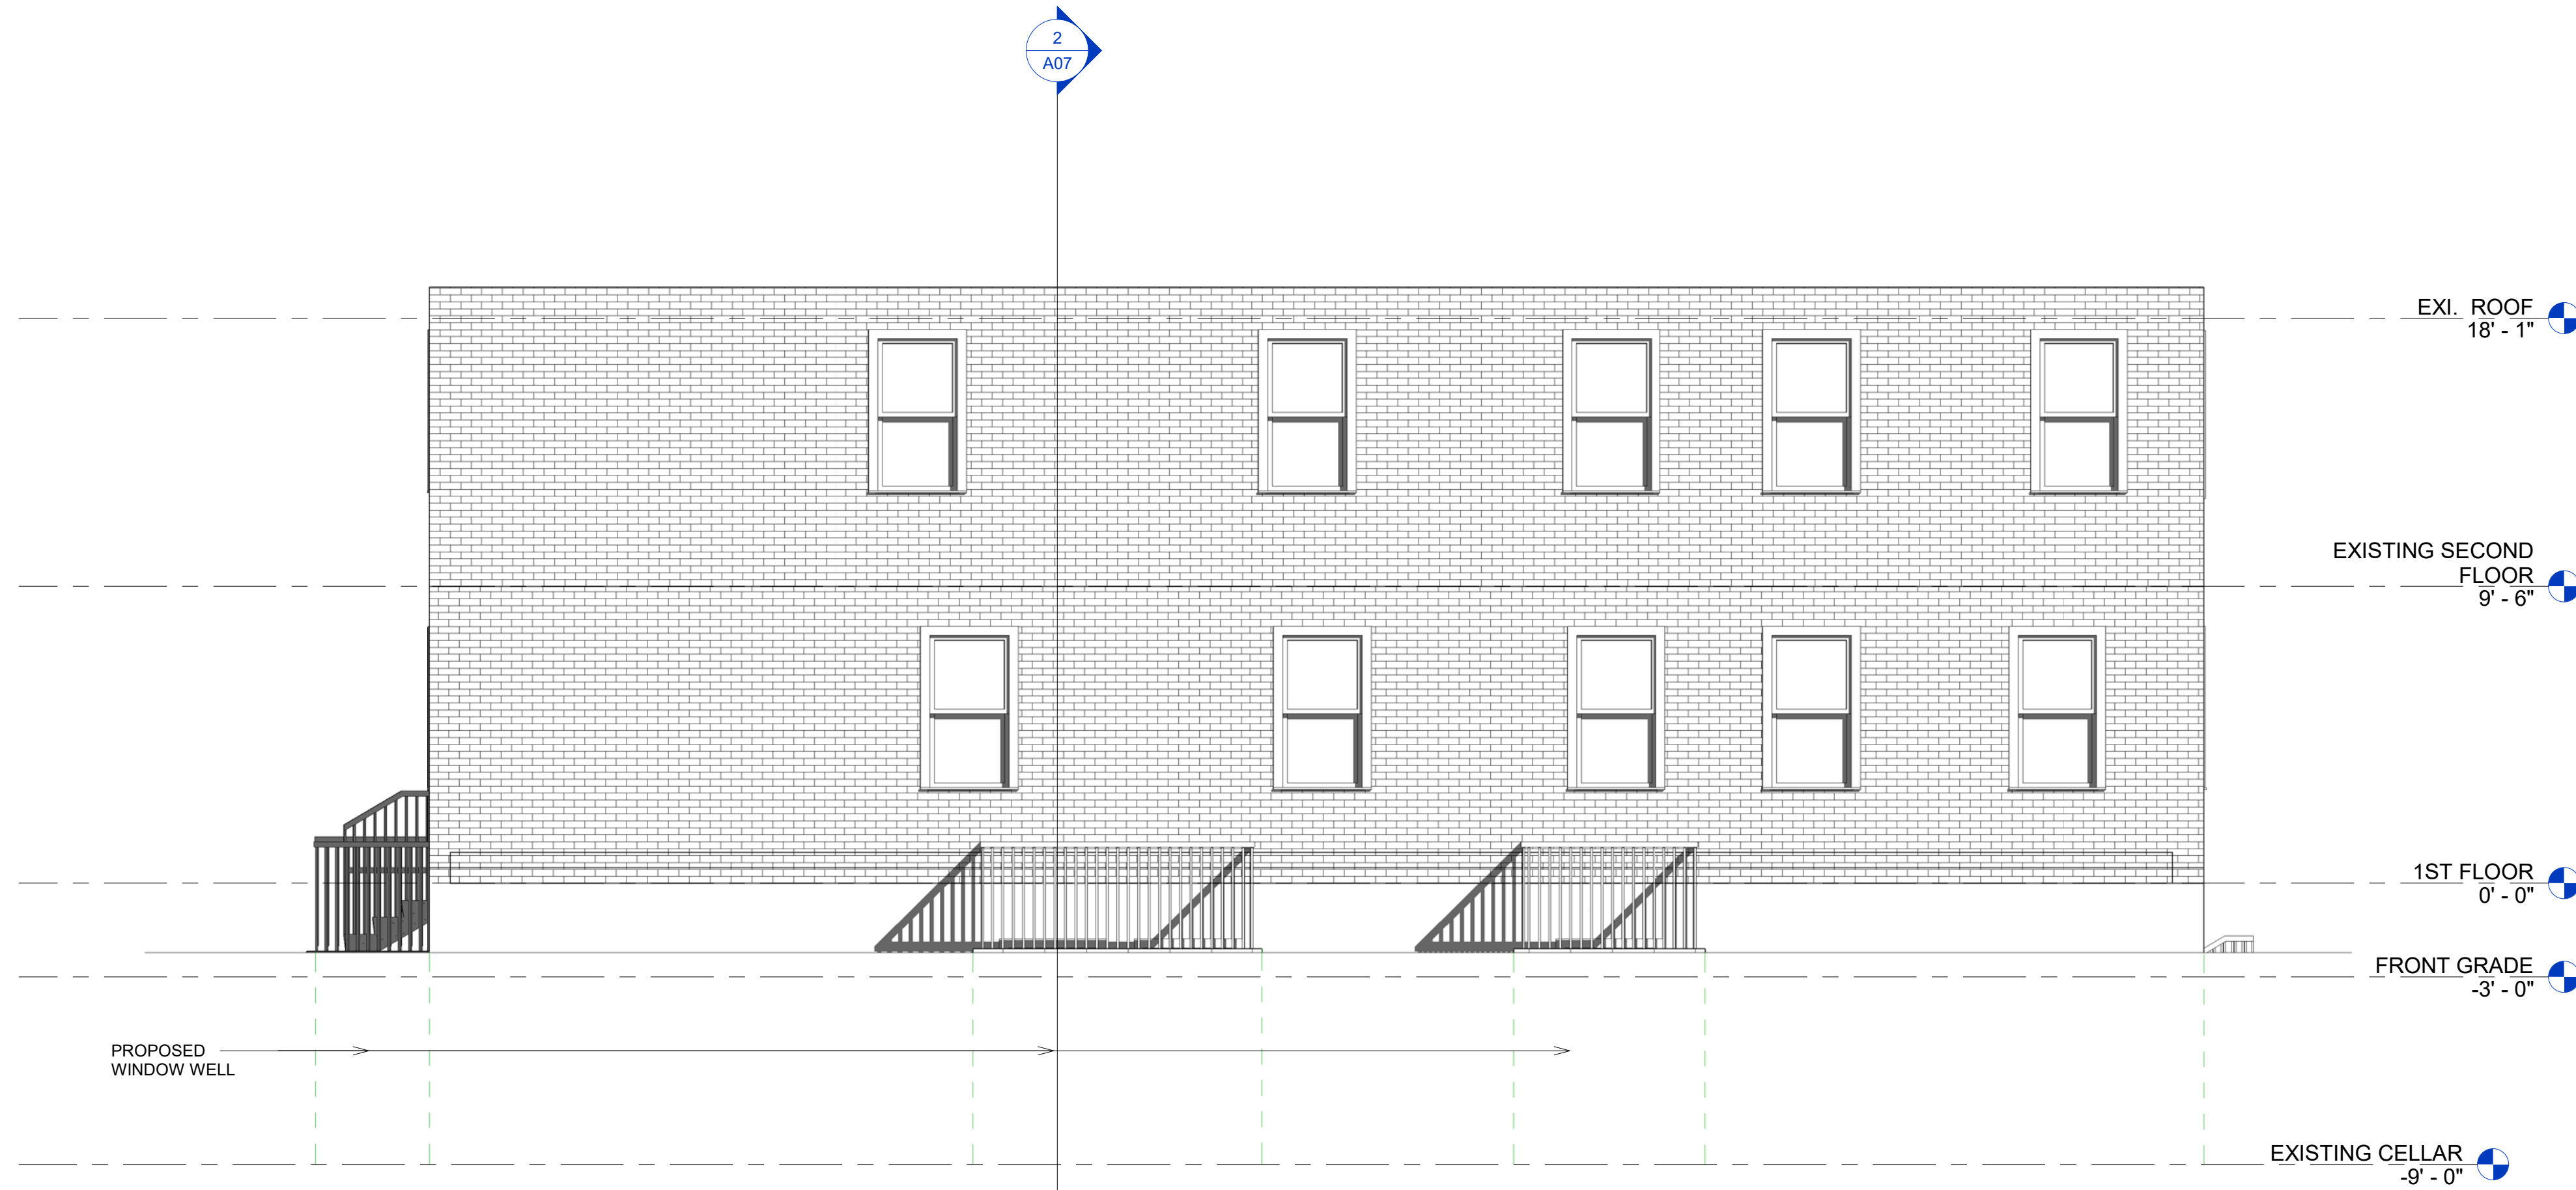 2
A07
EXI. ROOF
18' - 1"
EXISTING SECOND
FLOOR
9' - 6"
1ST FLOOR
0' - 0"
FRONT GRADE
-3' - 0"
PROPOSED
WINDOW WELL
EXISTING CELLAR
-9' - 0"